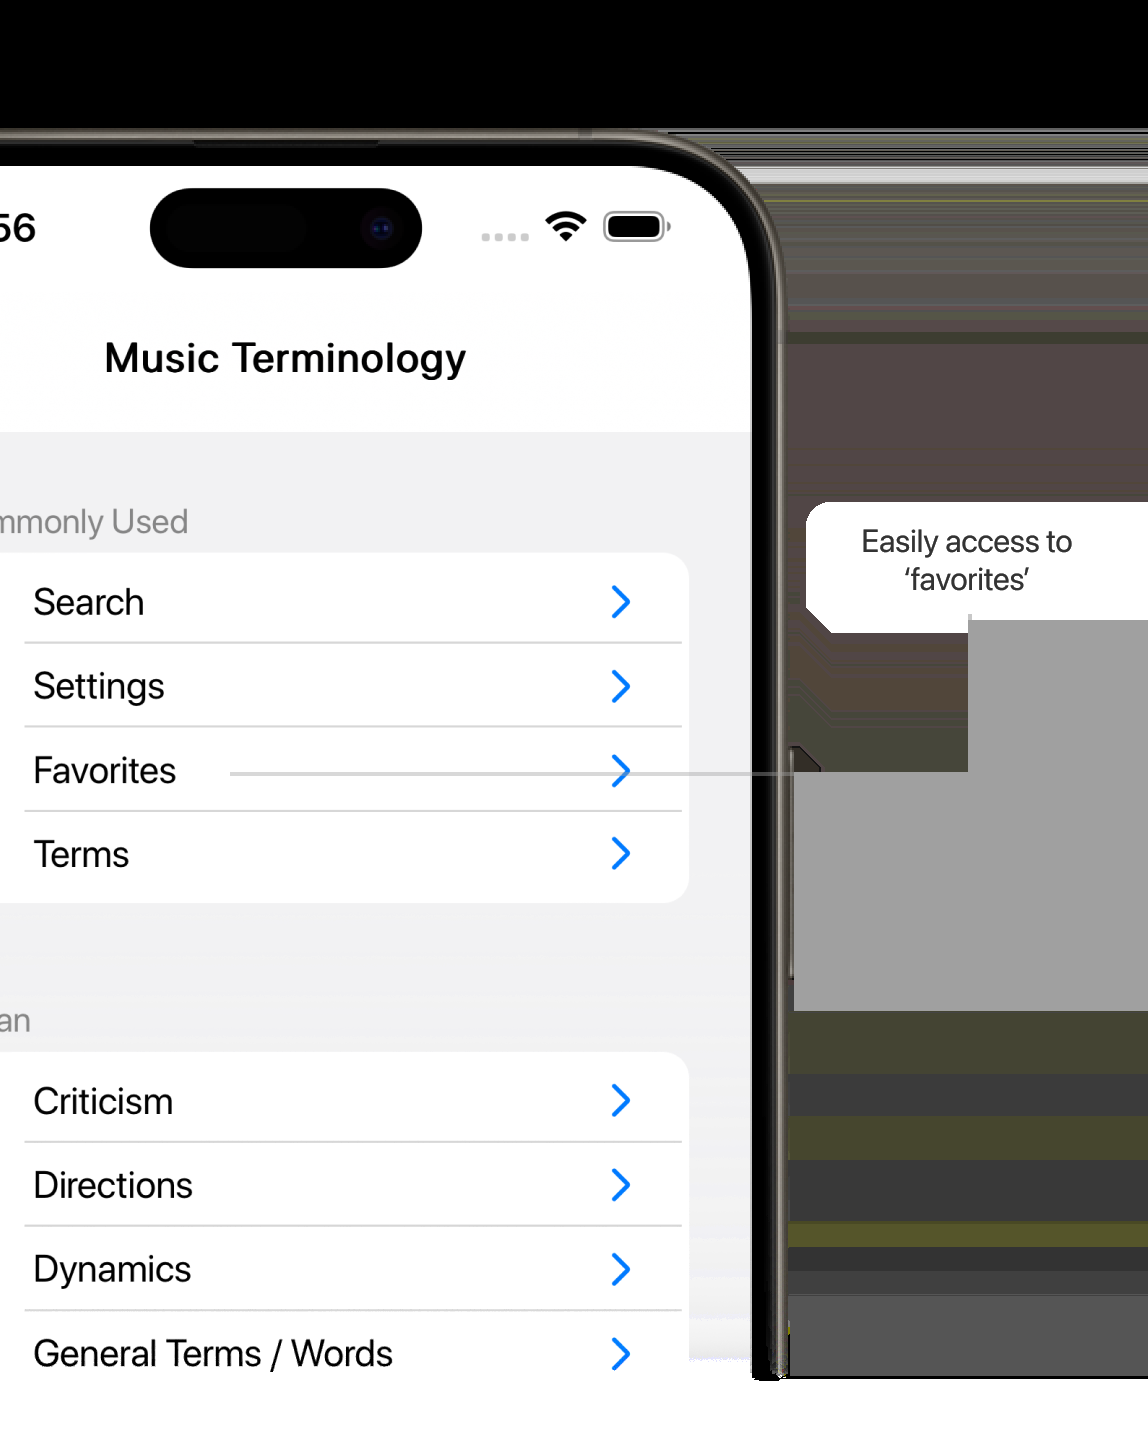 56
Music Terminology
mmonly Used
Search
Settings
Favorites
Terms
Easily access to
‘favorites’
an
Criticism
Directions
Dynamics
General Terms / Words